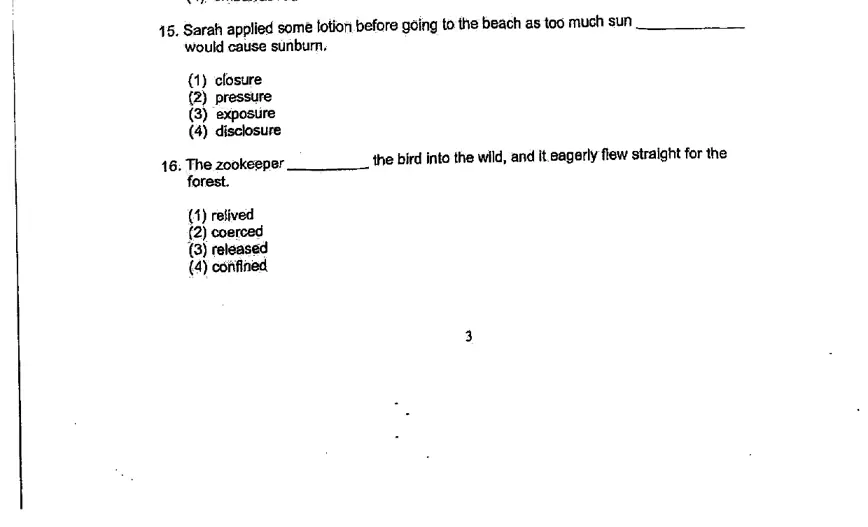 15. Sarah applied some lotion before going to the beach as too much sun ____________
would cause sunburn.
(1) closure
(2) pressure
(3) exposure
(4) disclosure
16. The zookeeper _________ the bird into the wild, and it eagerly flew straight for the
forest.
(1) relived
(2) coerced
(3) released
(4) confined
3